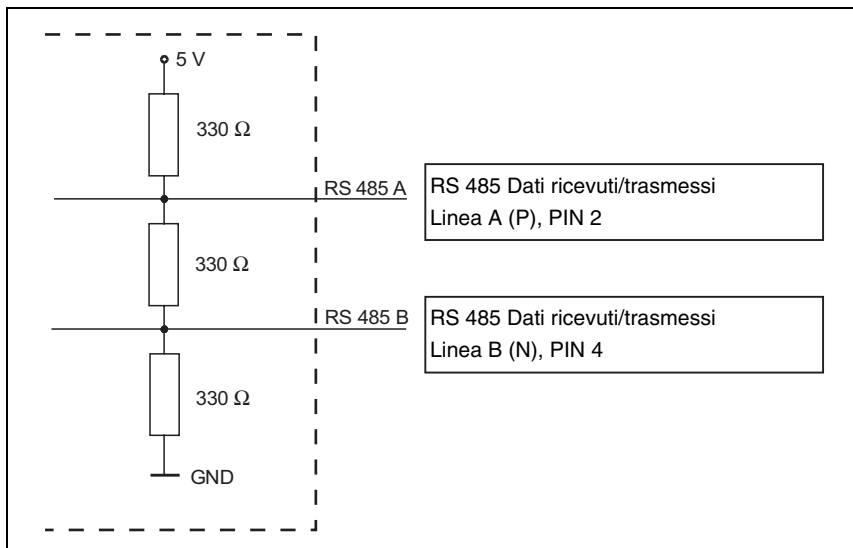 5 V
330 Ω
RS 485 A
RS 485 Dati ricevuti/trasmessi
Linea A (P), PIN 2
330 Ω
RS 485 B
RS 485 Dati ricevuti/trasmessi
Linea B (N), PIN 4
330 Ω
GND